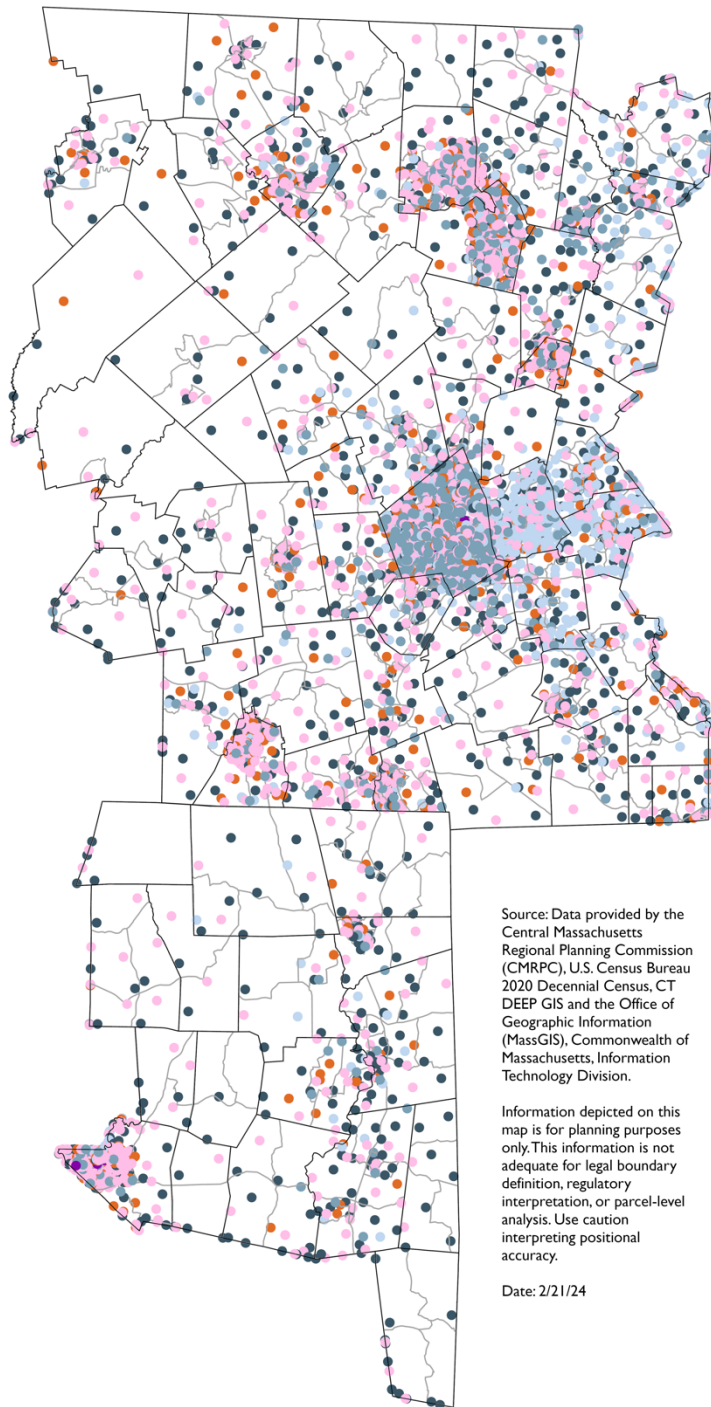 Source: Data provided by the
Central Massachusetts
Regional Planning Commission
(CMRPC), U.S. Census Bureau
2020 Decennial Census, CT
DEEP GIS and the Office of
Geographic Information
(MassGIS), Commonwealth of
Massachusetts, Information
Technology Division.
Information depicted on this
map is for planning purposes
only. This information is not
adequate for legal boundary
definition, regulatory
interpretation, or parcel-level
analysis. Use caution
interpreting positional
accuracy.
Date: 2/21/24